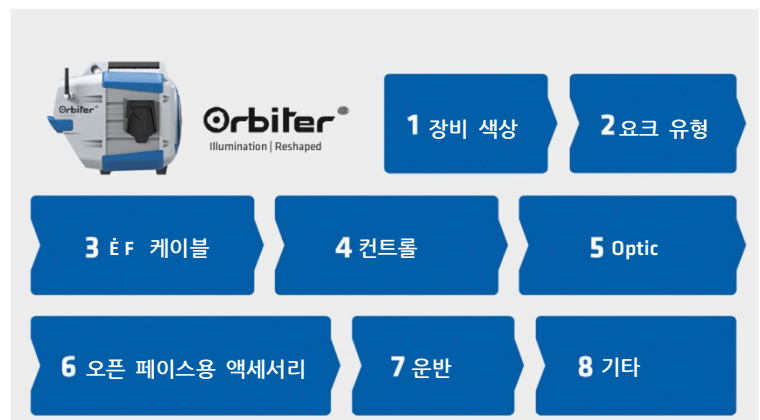 Orbiter
Orbiter®
Illumination | Reshaped
1 장비 색상
2 요크 유형
3 ĖF 케이블
4 컨트롤
5 Optic
6 오픈 페이스용 액세서리
7 운반
8 기타